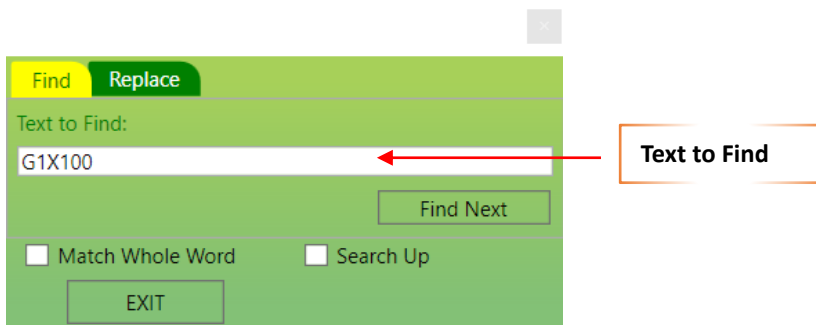 Find Replace
Text to Find:
G1X100
Text to Find
Find Next
Match Whole Word Search Up
EXIT